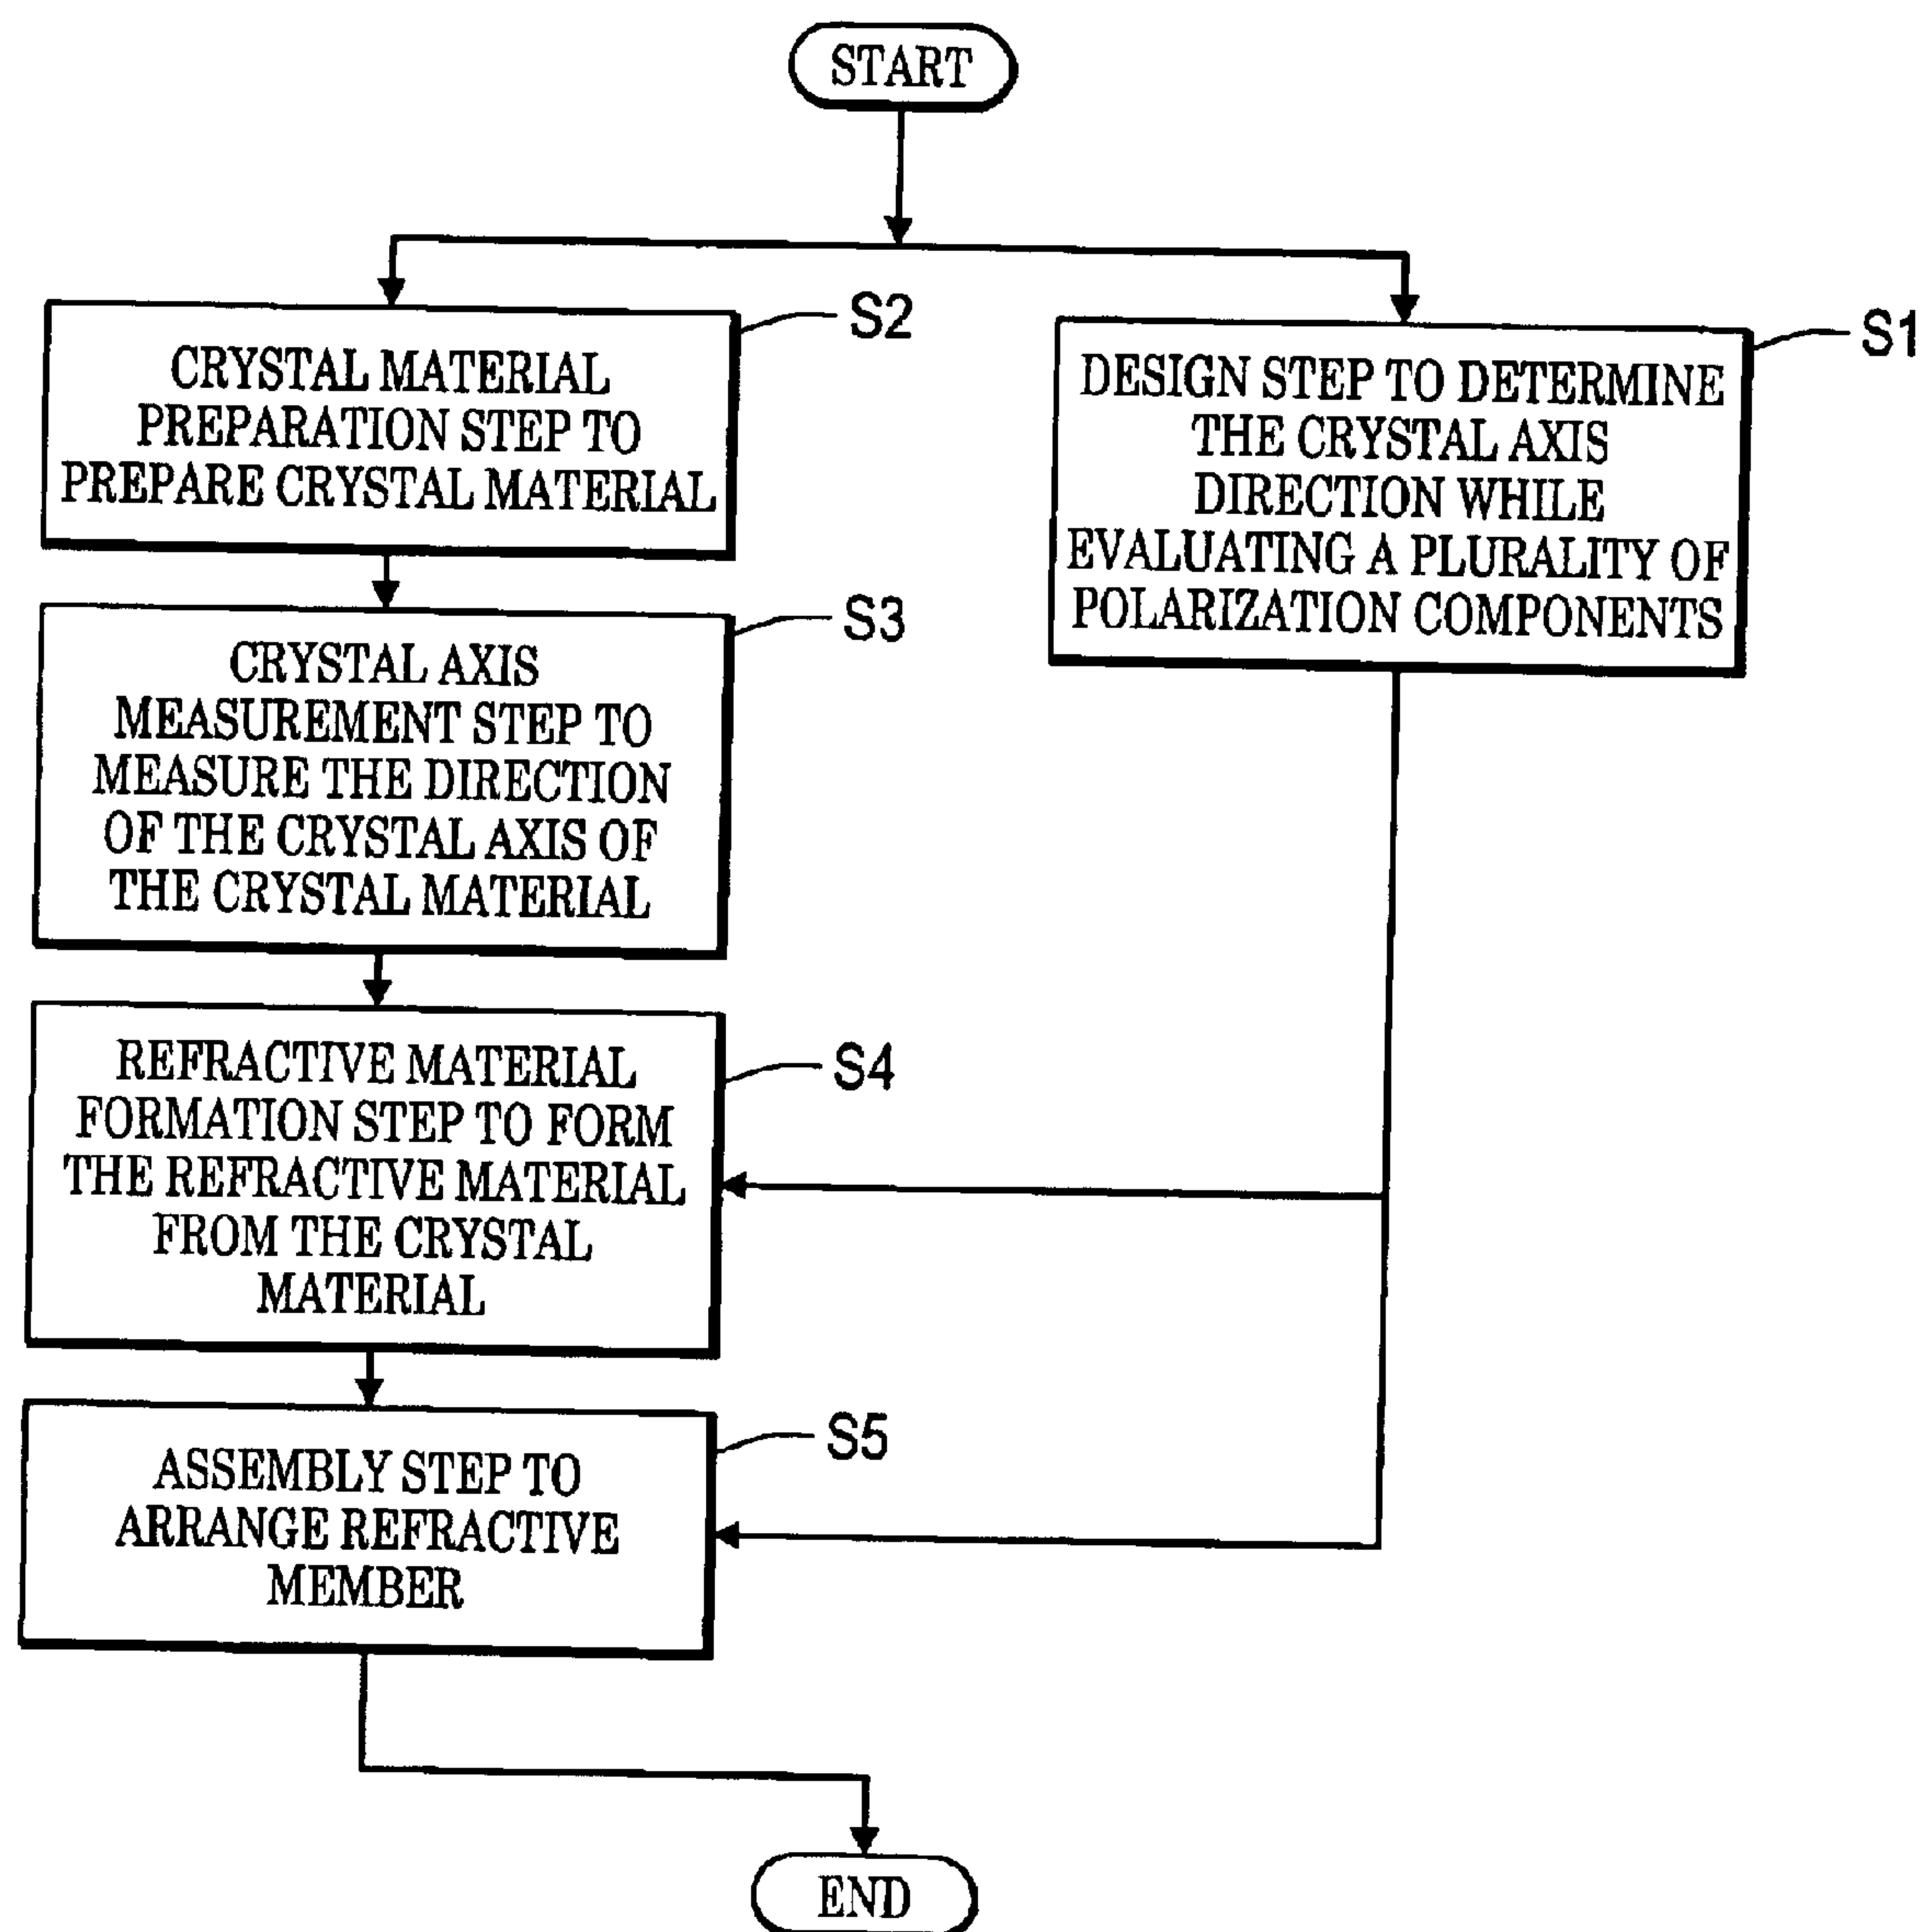 START
S2
CRYSTAL MATERIAL
PREPARATION STEP TO
PREPARE CRYSTAL MATERIAL
S1
DESIGN STEP TO DETERMINE
THE CRYSTAL AXIS
DIRECTION WHILE
EVALUATING A PLURALITY OF
POLARIZATION COMPONENTS
S3
CRYSTAL AXIS
MEASUREMENT STEP TO
MEASURE THE DIRECTION
OF THE CRYSTAL AXIS OF
THE CRYSTAL MATERIAL
S4
REFRACTIVE MATERIAL
FORMATION STEP TO FORM
THE REFRACTIVE MATERIAL
FROM THE CRYSTAL
MATERIAL
S5
ASSEMBLY STEP TO
ARRANGE REFRACTIVE
MEMBER
END